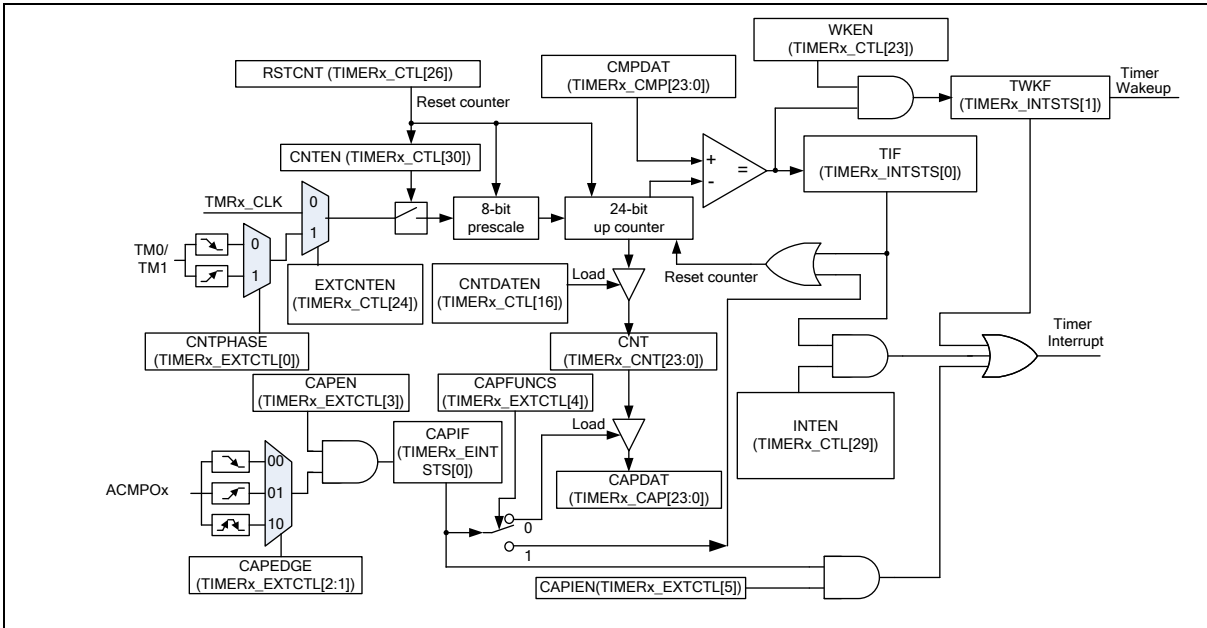 WKEN
(TIMERx_CTL[23])
RSTCNT (TIMERx_CTL[26])
CMPDAT
(TIMERx_CMP[23:0])
Timer
Wakeup
TWKF
(TIMERx_INTSTS[1])
Reset counter
CNTEN (TIMERx_CTL[30])
+
-
=
TIF
(TIMERx_INTSTS[0])
TMRx_CLK
0
1
8-bit
prescale
24-bit
up counter
TM0/
TM1
0
1
Reset counter
EXTCNTEN
(TIMERx_CTL[24])
CNTDATEN
(TIMERx_CTL[16])
Load
CNTPHASE
(TIMERx_EXTCTL[0])
CNT
(TIMERx_CNT[23:0])
Timer
Interrupt
CAPEN
(TIMERx_EXTCTL[3])
CAPFUNCS
(TIMERx_EXTCTL[4])
Load
INTEN
(TIMERx_CTL[29])
CAPIF
(TIMERx_EINT
STS[0])
ACMPOx
00
01
10
CAPDAT
(TIMERx_CAP[23:0])
0
1
CAPEDGE
(TIMERx_EXTCTL[2:1])
CAPIEN(TIMERx_EXTCTL[5])